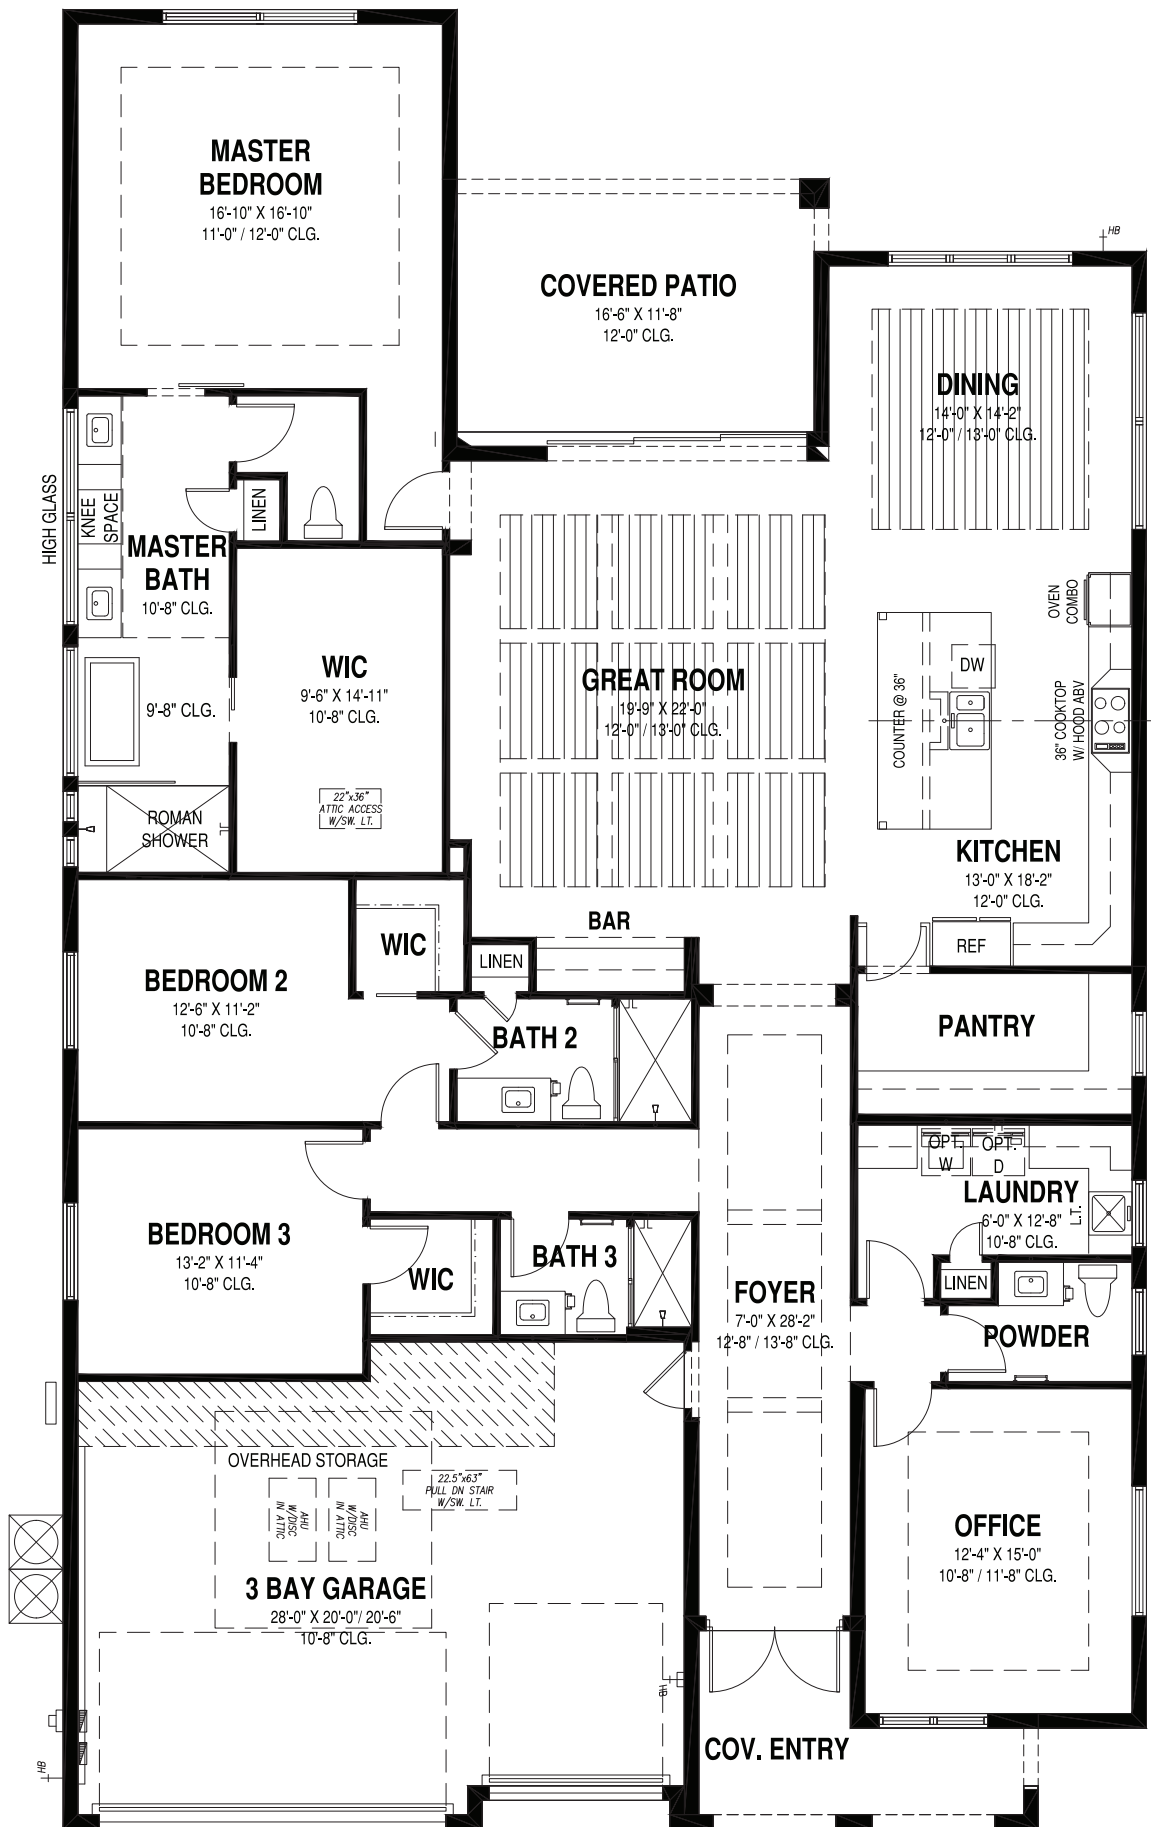 MASTER
BEDROOM
16'-10" X 16'-10"
11'-0" / 12'-0" CLG.
COVERED PATIO
16'-6" X 11'-8"
12'-0" CLG.
HB
DINING
14'-0" X 14'-2"
12'-0" / 13'-0" CLG.
HIGH GLASS
KNEE
SPACE
LINEN
MASTER
BATH
10'-8" CLG.
9'-8" CLG.
ROMAN
SHOWER
WIC
9'-6" X 14'-11"
10'-8" CLG.
22"x36"
ATTIC ACCESS
W/SW. LT.
GREAT ROOM
19'-9" X 22'-0"
12'-0" / 13'-0" CLG.
COUNTER @ 36"
DW
OVEN
COMBO
36" COOKTOP
W/ HOOD ABV
KITCHEN
13'-0" X 18'-2"
12'-0" CLG.
REF
BAR
LINEN
WIC
BEDROOM 2
12'-6" X 11'-2"
10'-8" CLG.
BATH 2
PANTRY
OPT.
W
OPT.
D
LAUNDRY
6'-0" X 12'-8"
10'-8" CLG.
L.T.
LINEN
POWDER
BEDROOM 3
13'-2" X 11'-4"
10'-8" CLG.
WIC
BATH 3
FOYER
7'-0" X 28'-2"
12'-8" / 13'-8" CLG.
OVERHEAD STORAGE
22.5"x63"
PULL DN STAIR
W/SW. LT.
AHU
W/DISC
IN ATTIC
AHU
W/DISC
IN ATTIC
3 BAY GARAGE
28'-0" X 20'-0"/ 20'-6"
10'-8" CLG.
OFFICE
12'-4" X 15'-0"
10'-8" / 11'-8" CLG.
HB
COV. ENTRY
HB